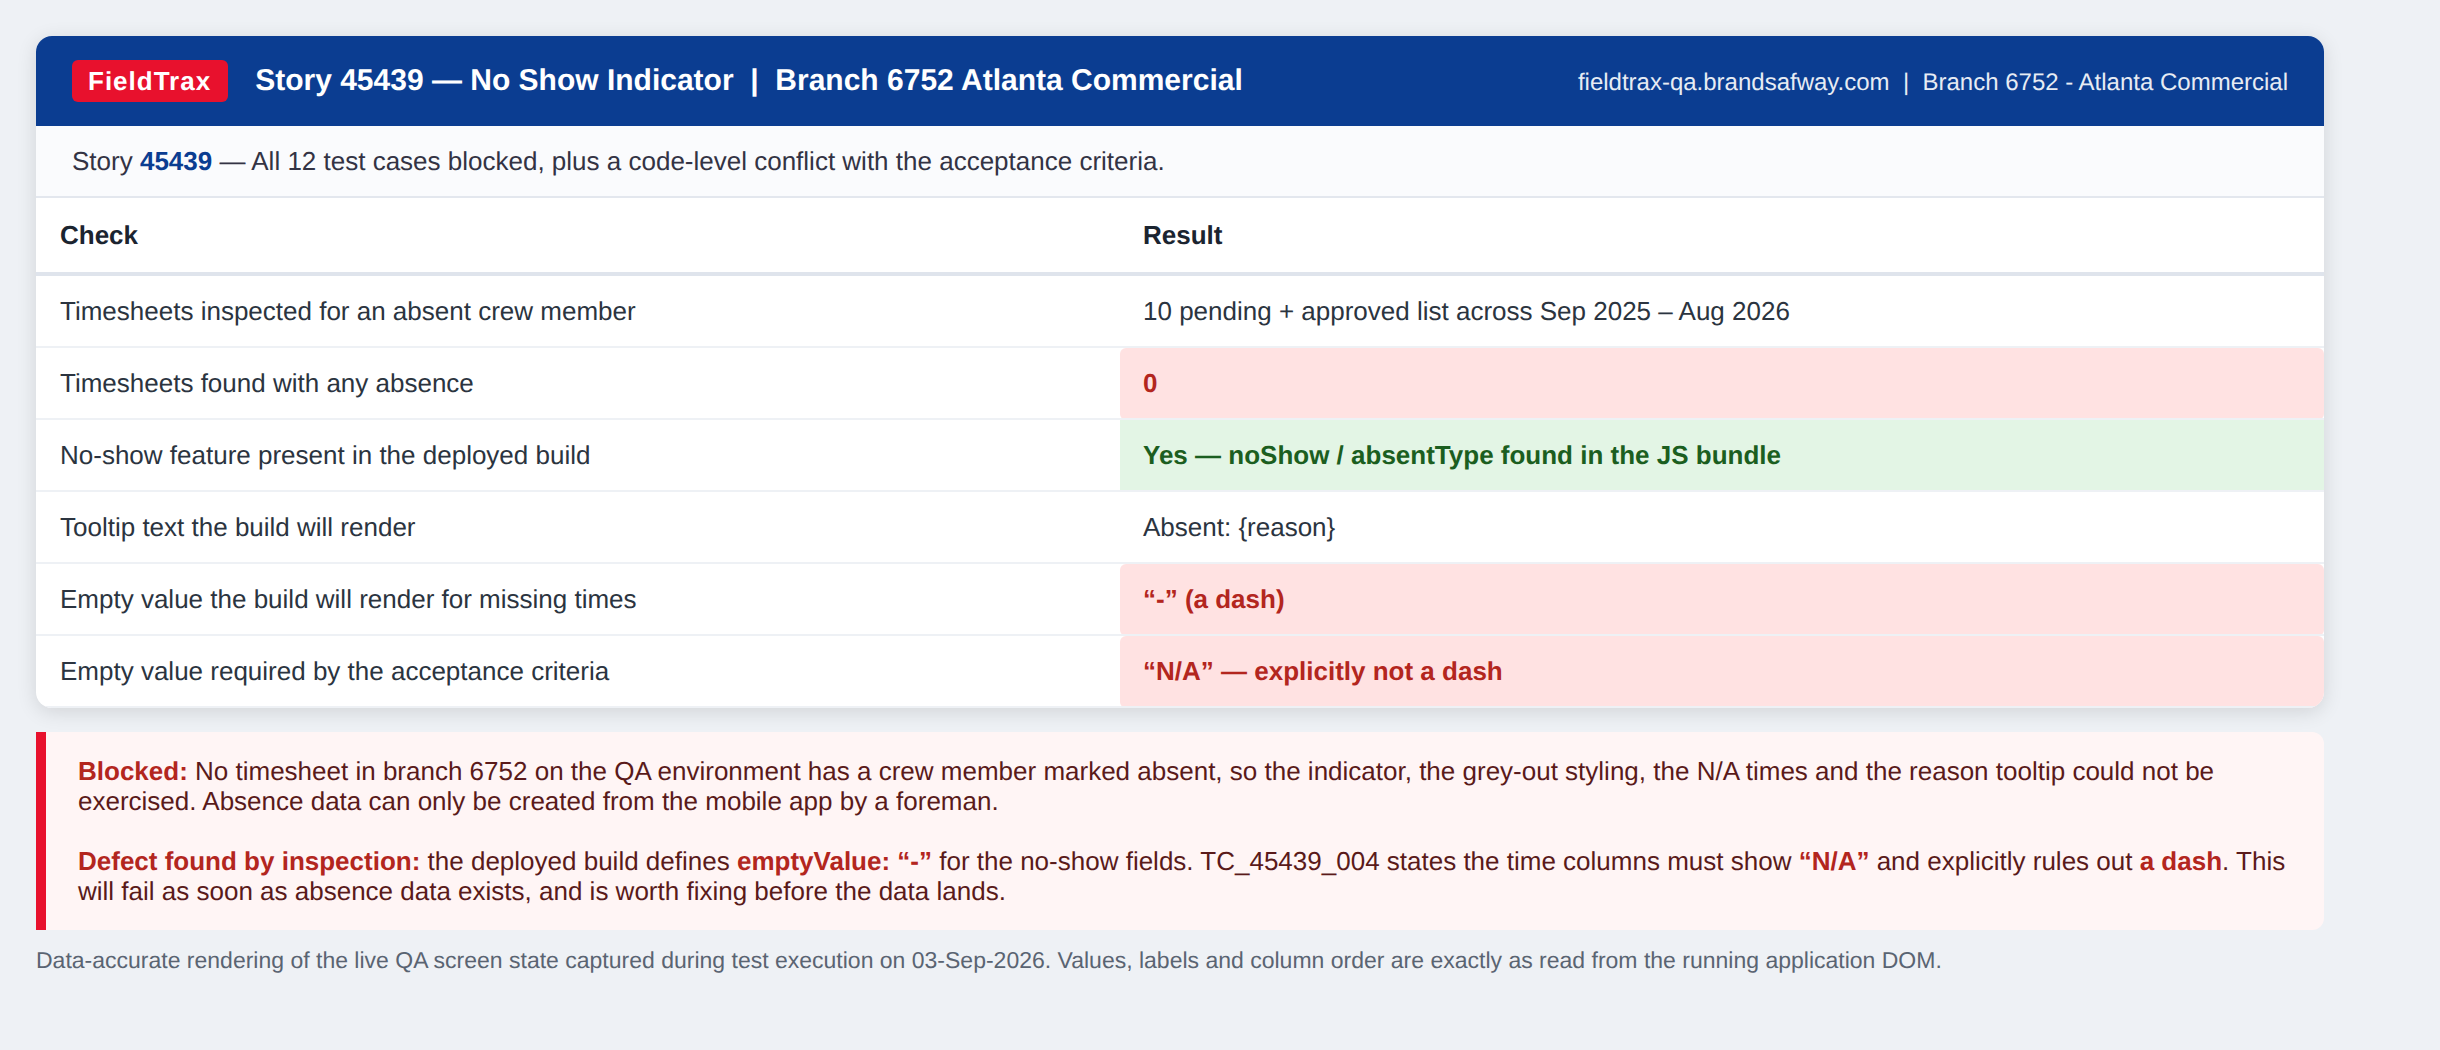 FieldTrax Story 45439 — No Show Indicator | Branch 6752 Atlanta Commercial fieldtrax-qa.brandsafway.com | Branch 6752 - Atlanta Commercial
Story 45439 — All 12 test cases blocked, plus a code-level conflict with the acceptance criteria.
Check Result
Timesheets inspected for an absent crew member 10 pending + approved list across Sep 2025 – Aug 2026
Timesheets found with any absence 0
No-show feature present in the deployed build Yes — noShow / absentType found in the JS bundle
Tooltip text the build will render Absent: {reason}
Empty value the build will render for missing times “-” (a dash)
Empty value required by the acceptance criteria “N/A” — explicitly not a dash
Blocked: No timesheet in branch 6752 on the QA environment has a crew member marked absent, so the indicator, the grey-out styling, the N/A times and the reason tooltip could not be
exercised. Absence data can only be created from the mobile app by a foreman.
Defect found by inspection: the deployed build defines emptyValue: “-” for the no-show fields. TC_45439_004 states the time columns must show “N/A” and explicitly rules out a dash. This
will fail as soon as absence data exists, and is worth fixing before the data lands.
Data-accurate rendering of the live QA screen state captured during test execution on 03-Sep-2026. Values, labels and column order are exactly as read from the running application DOM.